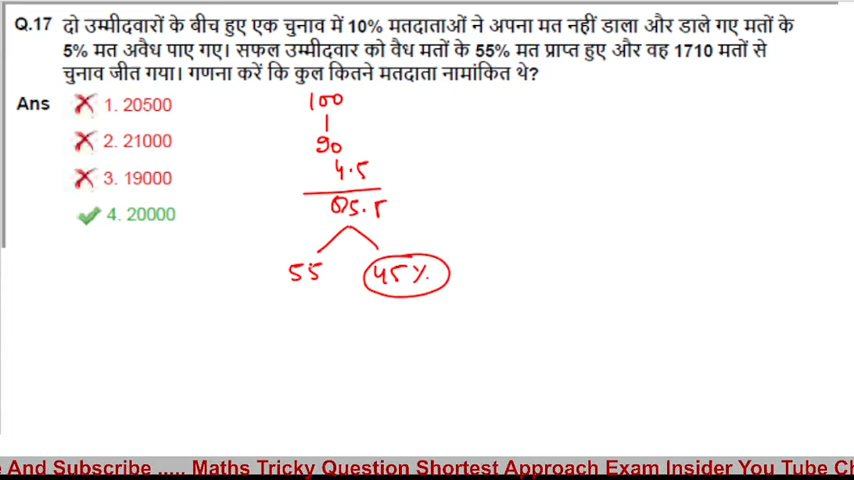 Q.17 दो उम्मीदवारों के बीच हुए एक चुनाव में 10% मतदाताओं ने अपना मत नहीं डाला और डाले गए मतों के
5% मत अवैध पाए गए। सफल उम्मीदवार को वैध मतों के 55% मत प्राप्त हुए और वह 1710 मतों से
चुनाव जीत गया। गणना करें कि कुल कितने मतदाता नामांकित थे?
Ans 1. 20500
2. 21000
3. 19000
4. 20000
100
90
4.5
85.5
55 45%
And Subscribe ..... Maths Tricky Question Shortest Approach Exam Insider You Tube